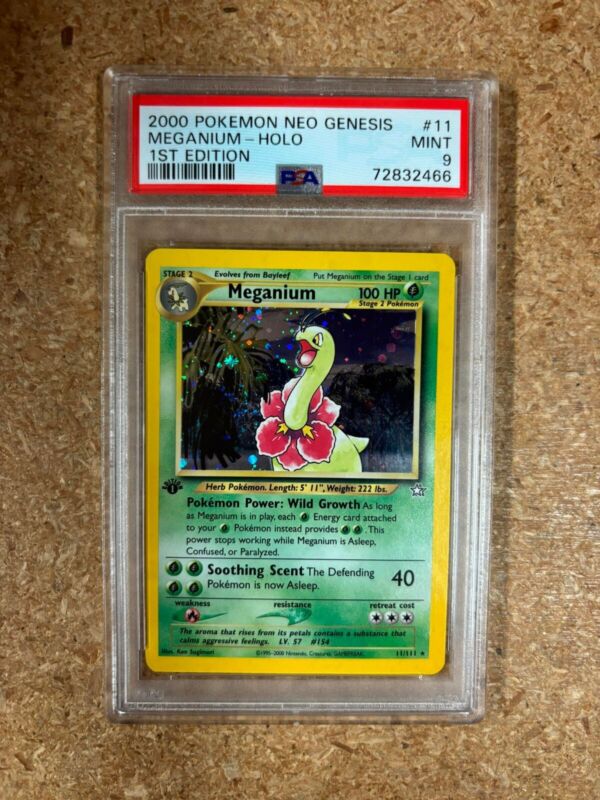 2000 POKEMON NEO GENESIS #11
MEGANIUM - HOLO MINT
1ST EDITION 9
PSA 72832466
STAGE 2 Evolves from Bayleef Put Meganium on the Stage 1 card
Meganium 100 HP
Stage 2 Pokémon
EDITION
1
Herb Pokémon. Length: 5' 11", Weight: 222 lbs.
Pokémon Power: Wild Growth As long
as Meganium is in play, each Energy card attached
to your Pokémon instead provides . This
power stops working while Meganium is Asleep,
Confused, or Paralyzed.
Soothing Scent The Defending 40
Pokémon is now Asleep.
weakness resistance retreat cost
The aroma that rises from its petals contains a substance that
calms aggressive feelings. LV. 57 #154
Illus. Ken Sugimori ©1995-2000 Nintendo, Creatures, GAMEFREAK. 11/111